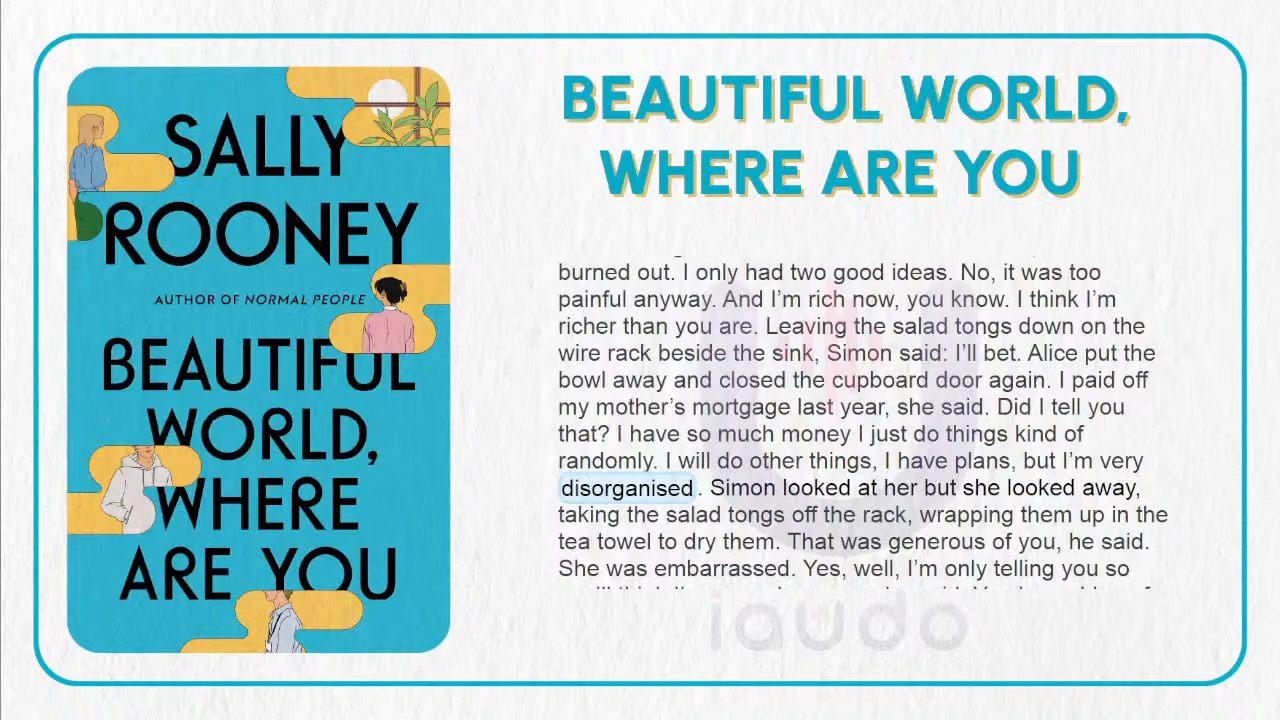 SALLY
ROONEY
AUTHOR OF NORMAL PEOPLE
BEAUTIFUL
WORLD,
WHERE
ARE YOU
BEAUTIFUL WORLD,
WHERE ARE YOU
burned out. I only had two good ideas. No, it was too
painful anyway. And I’m rich now, you know. I think I’m
richer than you are. Leaving the salad tongs down on the
wire rack beside the sink, Simon said: I’ll bet. Alice put the
bowl away and closed the cupboard door again. I paid off
my mother’s mortgage last year, she said. Did I tell you
that? I have so much money I just do things kind of
randomly. I will do other things, I have plans, but I’m very
disorganised. Simon looked at her but she looked away,
taking the salad tongs off the rack, wrapping them up in the
tea towel to dry them. That was generous of you, he said.
She was embarrassed. Yes, well, I’m only telling you so
iaudo